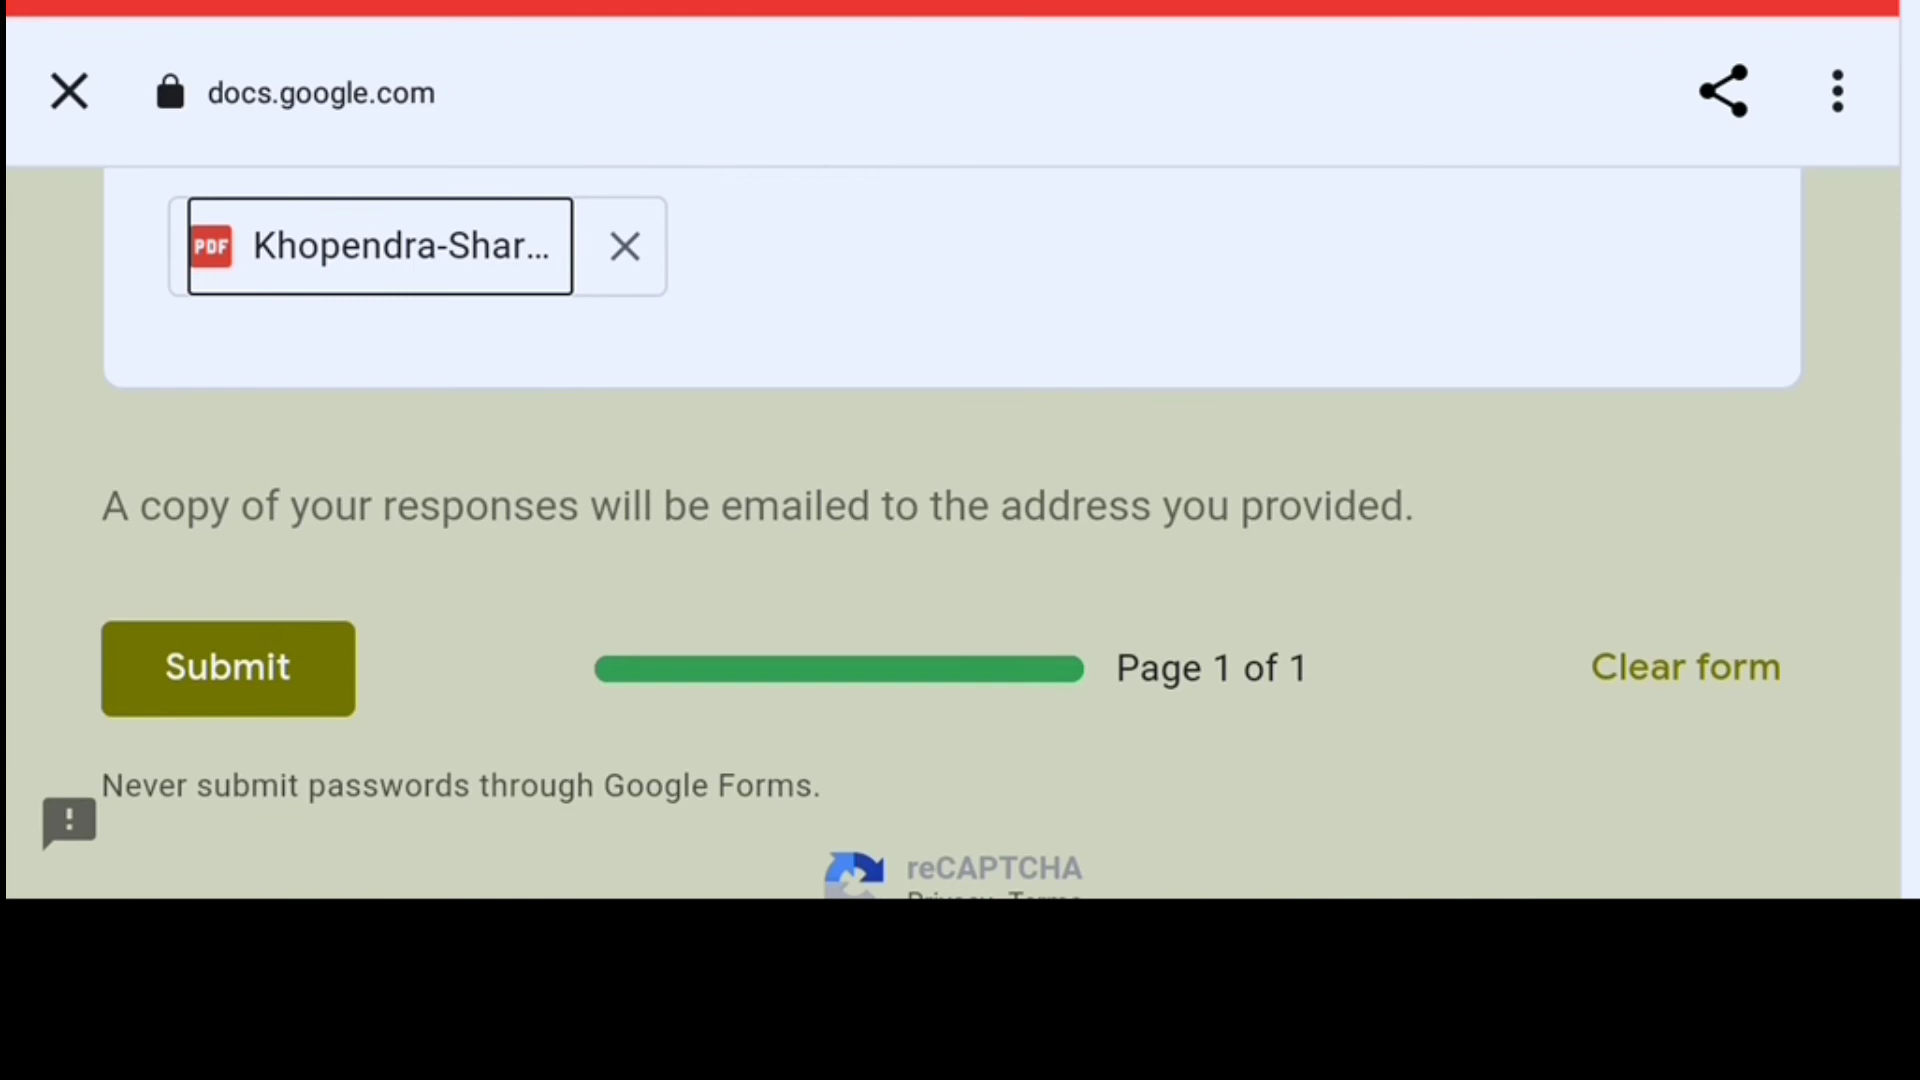 docs.google.com
PDF Khopendra-Shar...
A copy of your responses will be emailed to the address you provided.
Submit
Page 1 of 1
Clear form
Never submit passwords through Google Forms.
reCAPTCHA